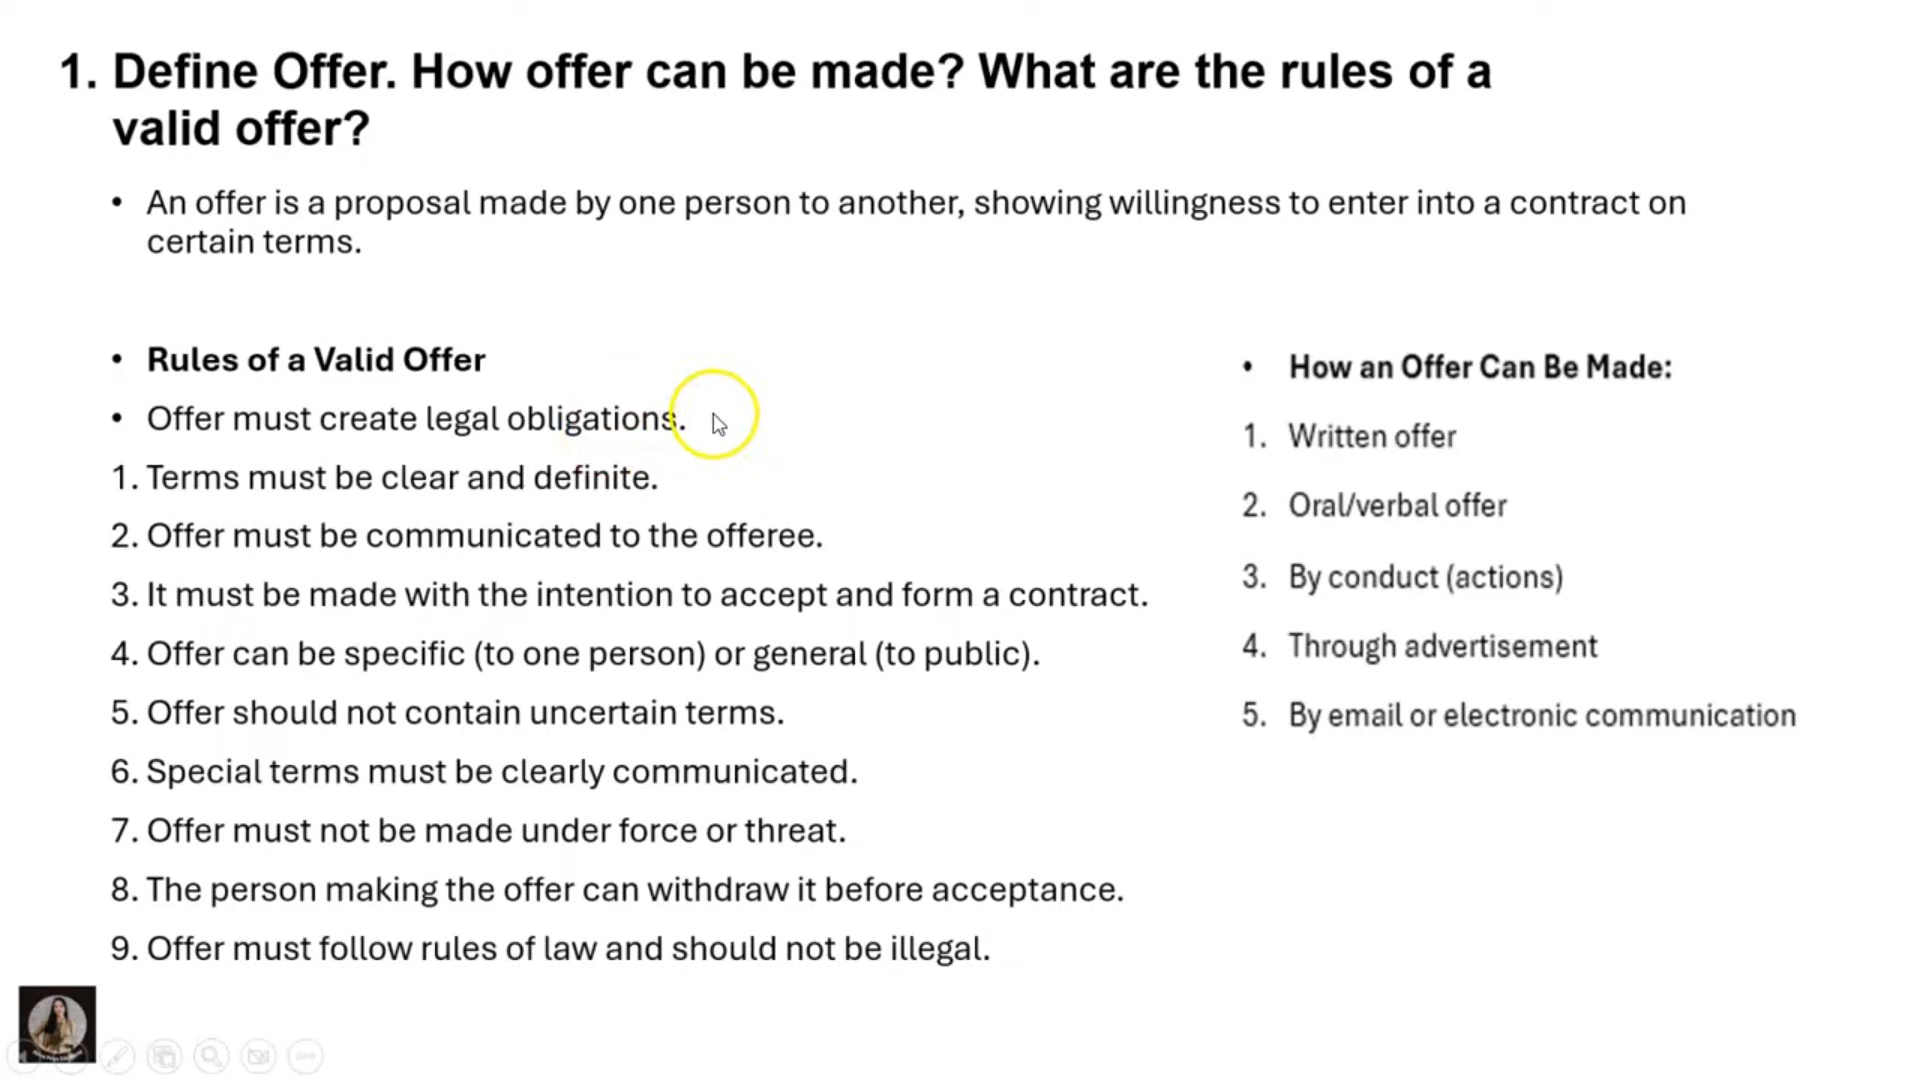 1. Define Offer. How offer can be made? What are the rules of a
valid offer?
• An offer is a proposal made by one person to another, showing willingness to enter into a contract on
certain terms.
• Rules of a Valid Offer
• Offer must create legal obligations.
1. Terms must be clear and definite.
2. Offer must be communicated to the offeree.
3. It must be made with the intention to accept and form a contract.
4. Offer can be specific (to one person) or general (to public).
5. Offer should not contain uncertain terms.
6. Special terms must be clearly communicated.
7. Offer must not be made under force or threat.
8. The person making the offer can withdraw it before acceptance.
9. Offer must follow rules of law and should not be illegal.
• How an Offer Can Be Made:
1. Written offer
2. Oral/verbal offer
3. By conduct (actions)
4. Through advertisement
5. By email or electronic communication